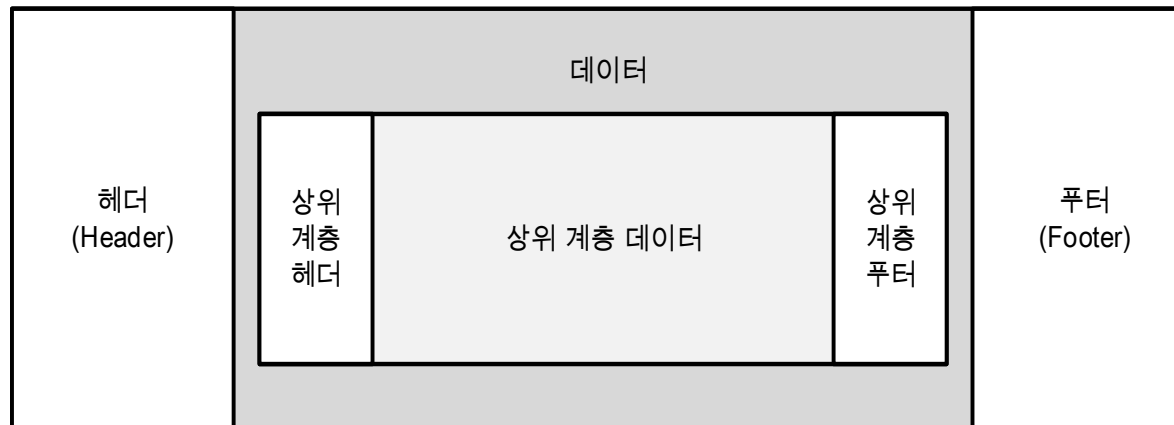 데이터
헤더
(Header)
상위
계층
헤더
상위 계층 데이터
상위
계층
푸터
푸터
(Footer)